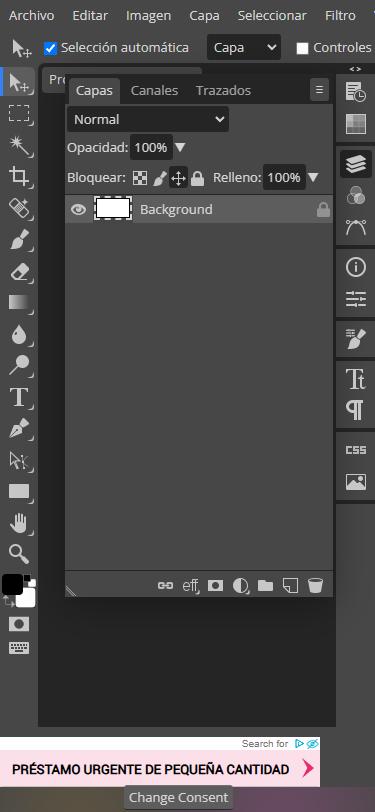 Archivo Editar Imagen Capa Seleccionar Filtro
Selección automática Capa Controles
Capas Canales Trazados
Normal
Opacidad: 100%
Bloquear: Relleno: 100%
Background
T
Tt
CSS
eff
Search for
PRÉSTAMO URGENTE DE PEQUEÑA CANTIDAD
Change Consent